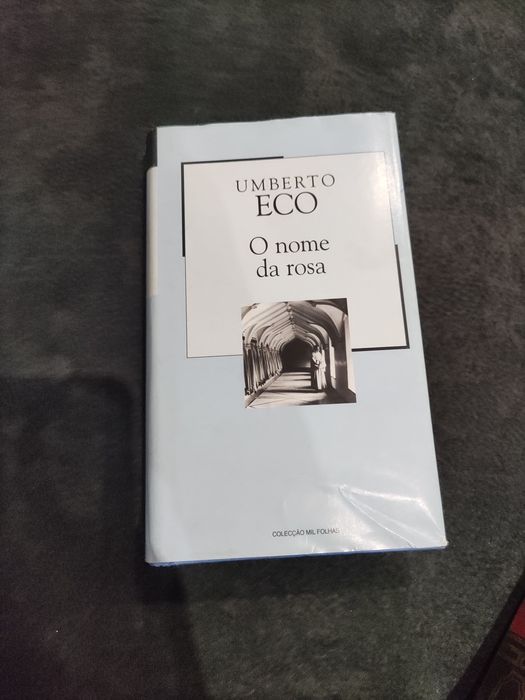 UMBERTO
ECO
O nome
da rosa
COLECÇÃO MIL FOLHAS